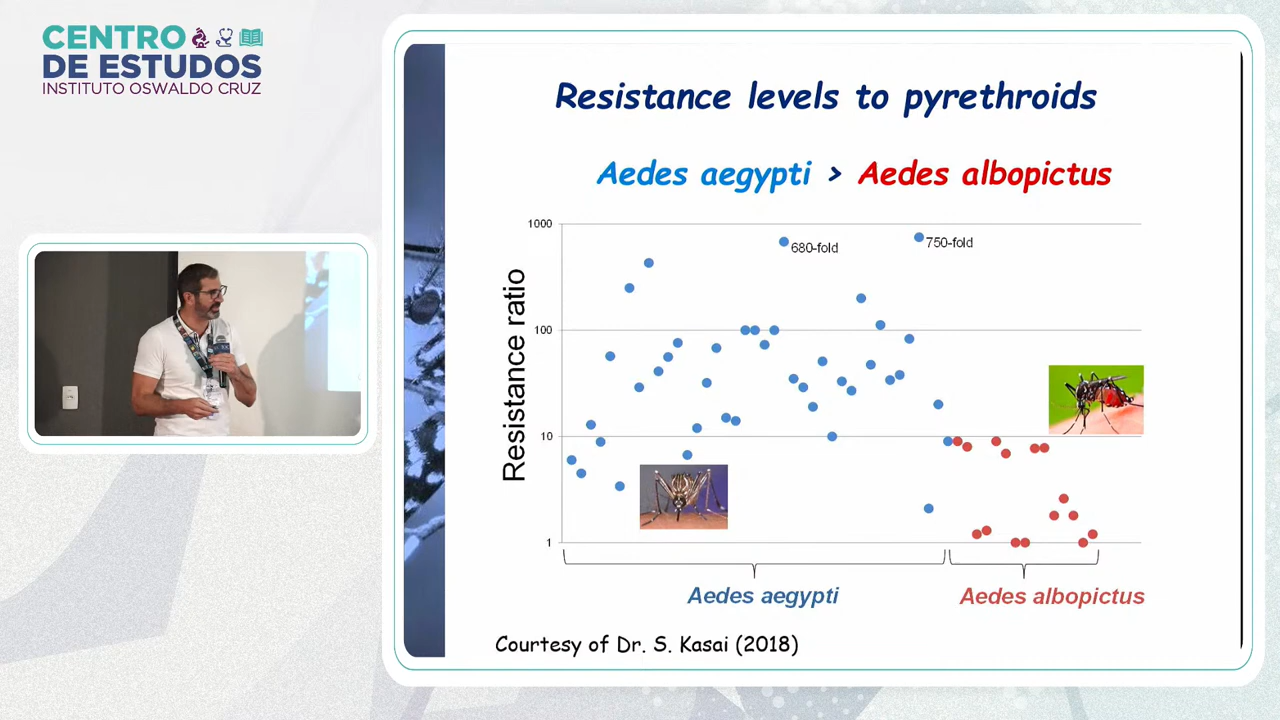 CENTRO
DE ESTUDOS
INSTITUTO OSWALDO CRUZ
Resistance levels to pyrethroids
Aedes aegypti > Aedes albopictus
Resistance ratio
1000
100
10
1
680-fold
750-fold
Aedes aegypti
Aedes albopictus
Courtesy of Dr. S. Kasai (2018)